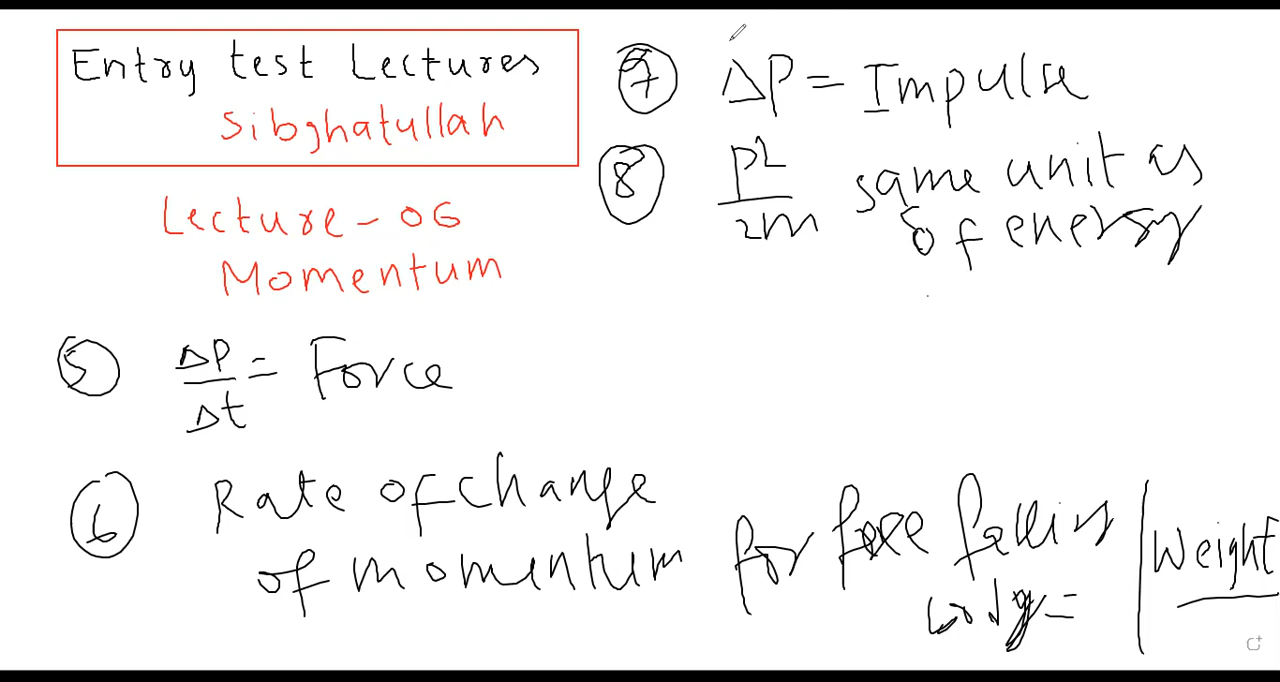 Entry test Lectures
Sibghatullah
Lecture - 06
Momentum
5 ΔP/Δt = Force
6 Rate of change
of momentum for free falling
body = | Weight
7 ΔP = Impulse
8 P²/2m same unit as
of energy